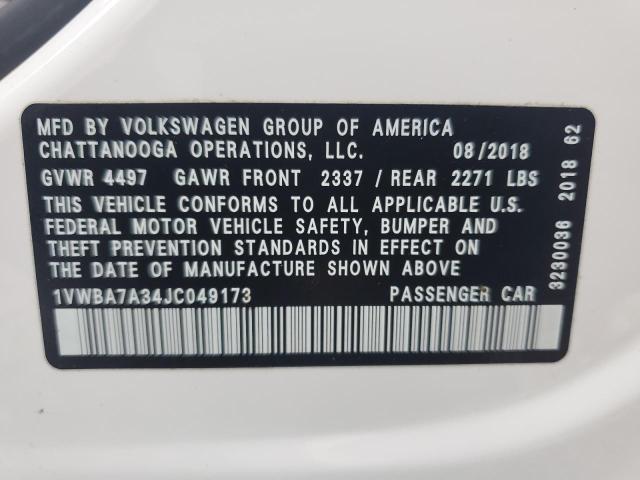 MFD BY VOLKSWAGEN GROUP OF AMERICA
CHATTANOOGA OPERATIONS, LLC. 08/2018
GVWR 4497 GAWR FRONT 2337 / REAR 2271 LBS
THIS VEHICLE CONFORMS TO ALL APPLICABLE U.S.
FEDERAL MOTOR VEHICLE SAFETY, BUMPER AND
THEFT PREVENTION STANDARDS IN EFFECT ON
THE DATE OF MANUFACTURE SHOWN ABOVE
1VWBA7A34JC049173 PASSENGER CAR
3230036 2018 62